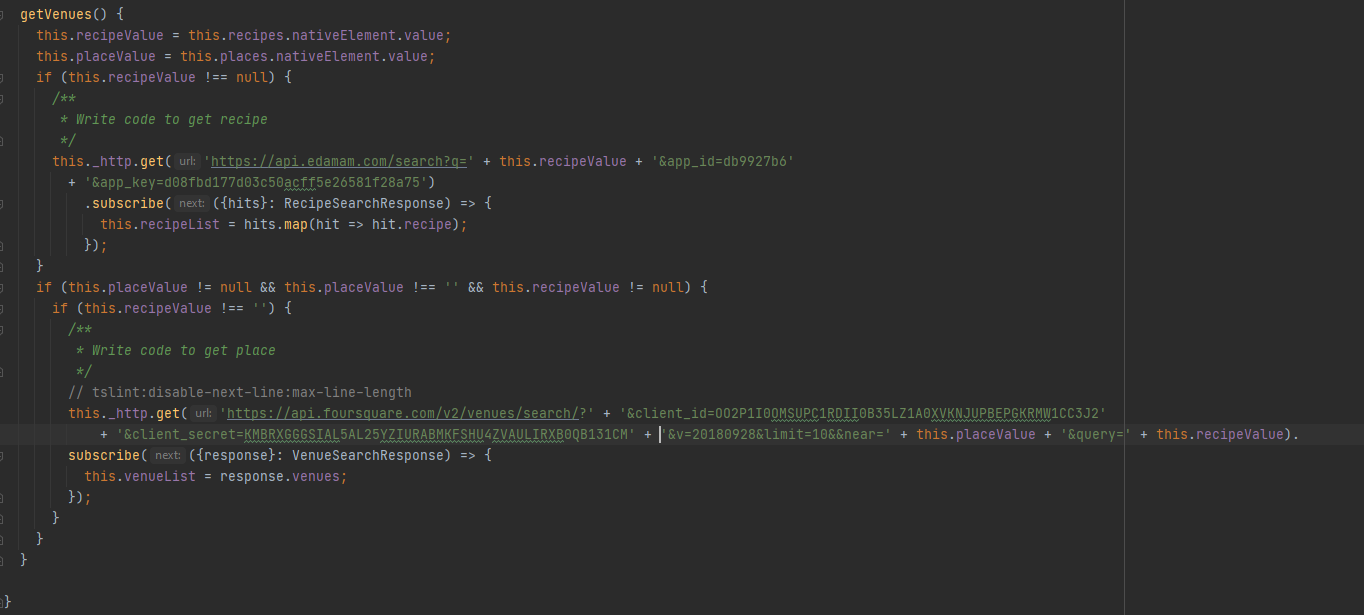 getVenues() {
this.recipeValue = this.recipes.nativeElement.value;
this.placeValue = this.places.nativeElement.value;
if (this.recipeValue !== null) {
/**
* Write code to get recipe
*/
this._http.get( url: 'https://api.edamam.com/search?q=' + this.recipeValue + '&app_id=db9927b6'
+ '&app_key=d08fbd177d03c50acff5e26581f28a75')
.subscribe( next: ({hits}: RecipeSearchResponse) => {
this.recipeList = hits.map(hit => hit.recipe);
});
}
if (this.placeValue != null && this.placeValue !== '' && this.recipeValue != null) {
if (this.recipeValue !== '') {
/**
* Write code to get place
*/
// tslint:disable-next-line:max-line-length
this._http.get( url: 'https://api.foursquare.com/v2/venues/search/?' + '&client_id=OO2P1I0OMSUPC1RDII0B35LZ1A0XVKNJUPBEPGKRMW1CC3J2'
+ '&client_secret=KMBRXGGGSIAL5AL25YZIURABMKFSHU4ZVAULIRXB0QB131CM' + '&v=20180928&limit=10&&near=' + this.placeValue + '&query=' + this.recipeValue).
subscribe( next: ({response}: VenueSearchResponse) => {
this.venueList = response.venues;
});
}
}
}
}